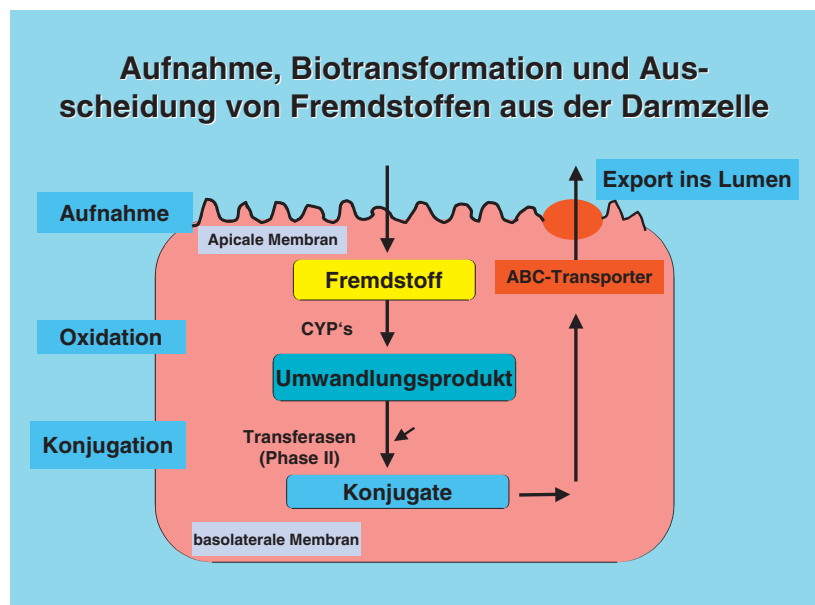 Aufnahme, Biotransformation und Aus-
scheidung von Fremdstoffen aus der Darmzelle
Export ins Lumen
Aufnahme
Apicale Membran
Fremdstoff
ABC-Transporter
CYP‘s
Oxidation
Umwandlungsprodukt
Konjugation
Transferasen
(Phase II)
Konjugate
basolaterale Membran